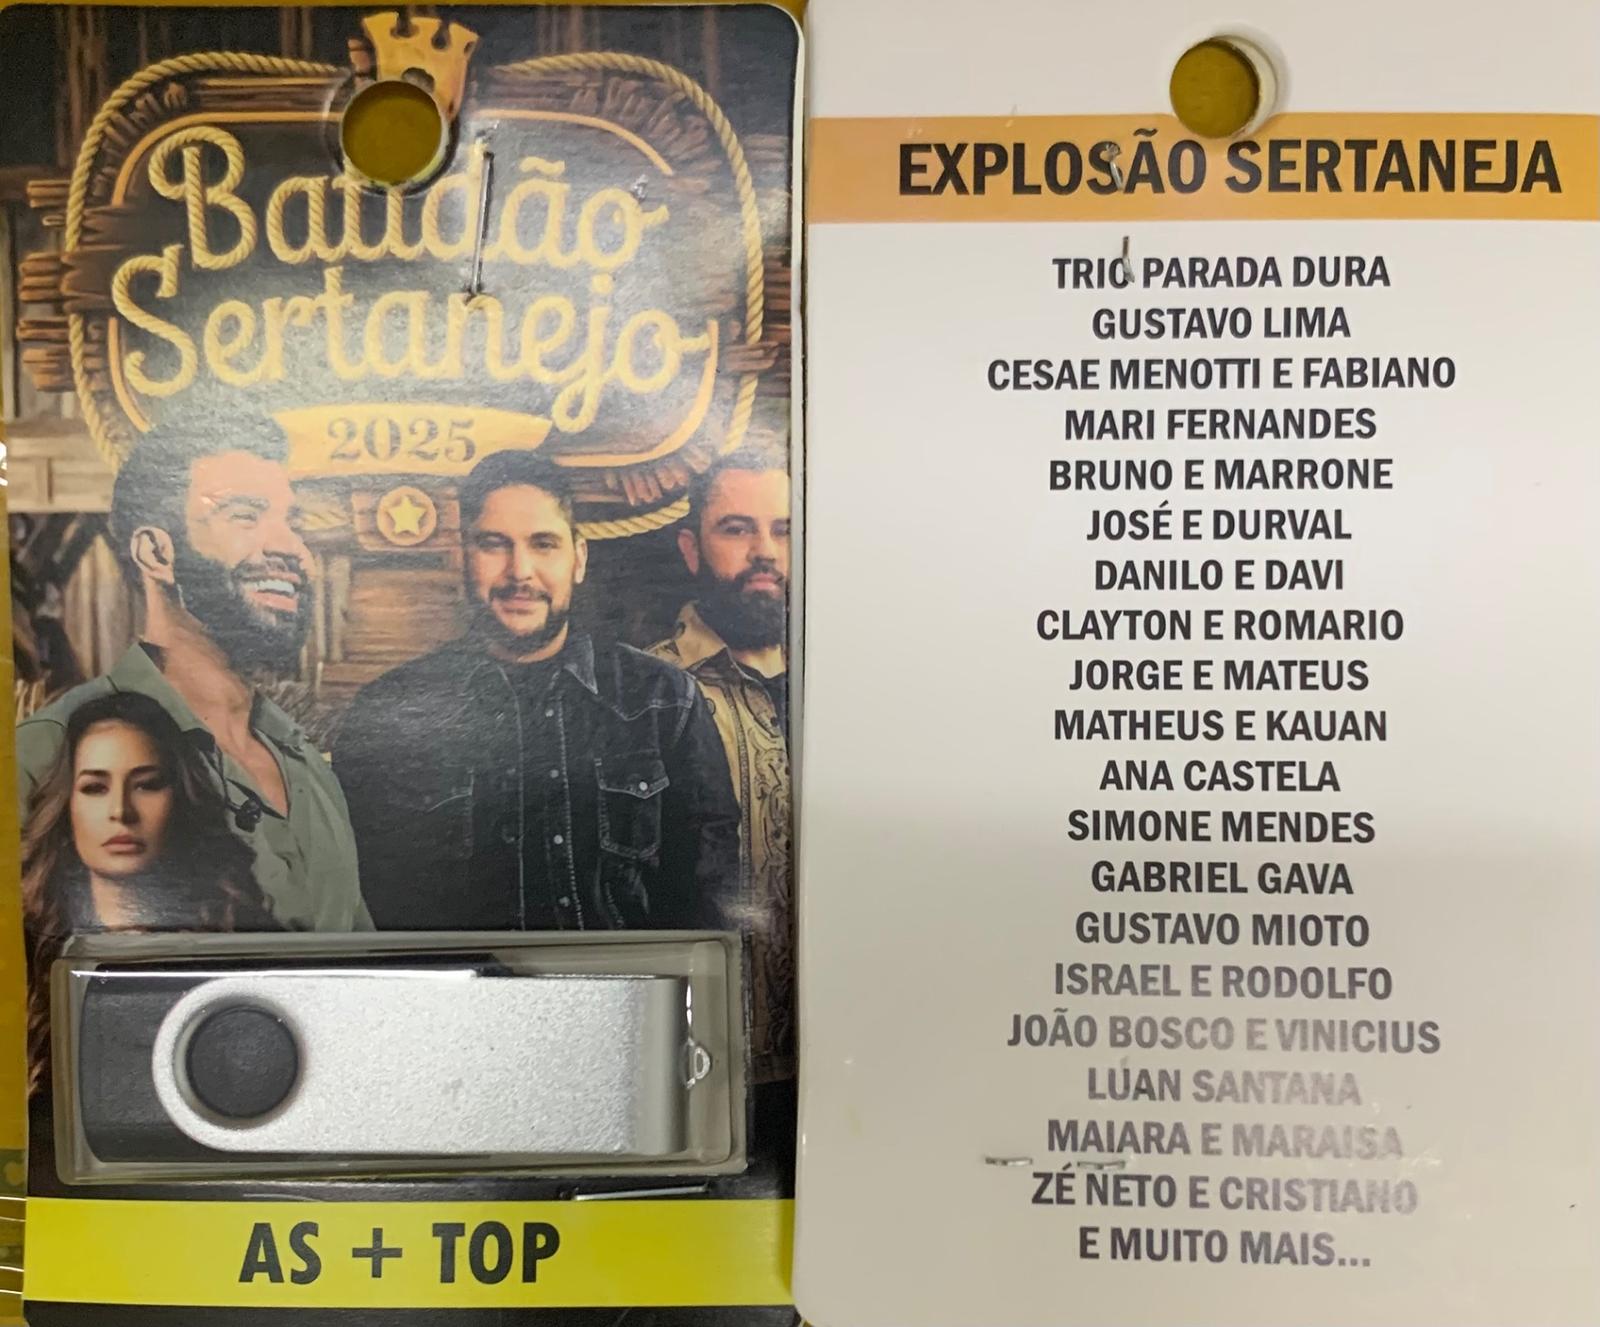 Batidão
Sertanejo
2025
AS + TOP
EXPLOSÃO SERTANEJA
TRIO PARADA DURA
GUSTAVO LIMA
CESAE MENOTTI E FABIANO
MARI FERNANDES
BRUNO E MARRONE
JOSÉ E DURVAL
DANILO E DAVI
CLAYTON E ROMARIO
JORGE E MATEUS
MATHEUS E KAUAN
ANA CASTELA
SIMONE MENDES
GABRIEL GAVA
GUSTAVO MIOTO
ISRAEL E RODOLFO
JOÃO BOSCO E VINICIUS
LUAN SANTANA
MAIARA E MARAISA
ZÉ NETO E CRISTIANO
E MUITO MAIS...